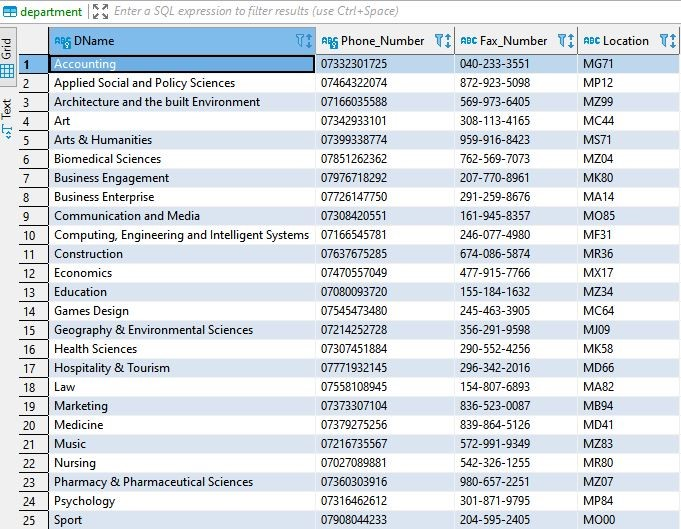 department Enter a SQL expression to filter results (use Ctrl+Space)
Grid
Text
ABC DName ABC Phone_Number ABC Fax_Number ABC Location
1 Accounting 07332301725 040-233-3551 MG71
2 Applied Social and Policy Sciences 07464322074 872-923-5098 MP12
3 Architecture and the built Environment 07166035588 569-973-6405 MZ99
4 Art 07342933101 308-113-4165 MC44
5 Arts & Humanities 07399338774 959-916-8423 MS71
6 Biomedical Sciences 07851262362 762-569-7073 MZ04
7 Business Engagement 07976718292 207-770-8961 MK80
8 Business Enterprise 07726147750 291-259-8676 MA14
9 Communication and Media 07308420551 161-945-8357 MO85
10 Computing, Engineering and Intelligent Systems 07166545781 246-077-4980 MF31
11 Construction 07637675285 674-086-5874 MR36
12 Economics 07470557049 477-915-7766 MX17
13 Education 07080093720 155-184-1632 MZ34
14 Games Design 07545473480 245-463-3905 MC64
15 Geography & Environmental Sciences 07214252728 356-291-9598 MJ09
16 Health Sciences 07307451884 290-552-4256 MK58
17 Hospitality & Tourism 07771932145 296-342-2016 MD66
18 Law 07558108945 154-807-6893 MA82
19 Marketing 07373307104 836-523-0087 MB94
20 Medicine 07379275256 839-864-5126 MD41
21 Music 07216735567 572-991-9349 MZ83
22 Nursing 07027089881 542-326-1255 MR80
23 Pharmacy & Pharmaceutical Sciences 07360303916 980-657-2251 MZ07
24 Psychology 07316462612 301-871-9795 MP84
25 Sport 07908044233 204-595-2405 MO00